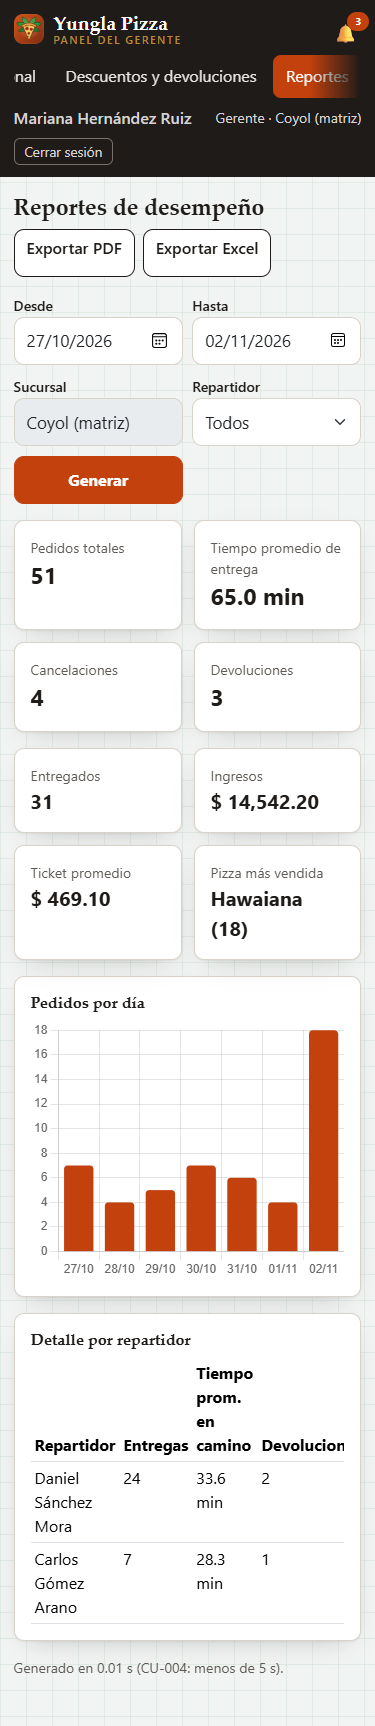 Yungla Pizza
PANEL DEL GERENTE
3
nal Descuentos y devoluciones Reportes
Mariana Hernández Ruiz Gerente · Coyol (matriz)
Cerrar sesión
Reportes de desempeño
Exportar PDF Exportar Excel
Desde Hasta
27/10/2026 02/11/2026
Sucursal Repartidor
Coyol (matriz) Todos
Generar
Pedidos totales
51
Tiempo promedio de
entrega
65.0 min
Cancelaciones
4
Devoluciones
3
Entregados
31
Ingresos
$ 14,542.20
Ticket promedio
$ 469.10
Pizza más vendida
Hawaiana
(18)
Pedidos por día
18
16
14
12
10
8
6
4
2
0
27/10 28/10 29/10 30/10 31/10 01/11 02/11
Detalle por repartidor
Tiempo
prom.
en
Repartidor Entregas camino Devolucion
Daniel 24 33.6 2
Sánchez min
Mora
Carlos 7 28.3 1
Gómez min
Arano
Generado en 0.01 s (CU-004: menos de 5 s).